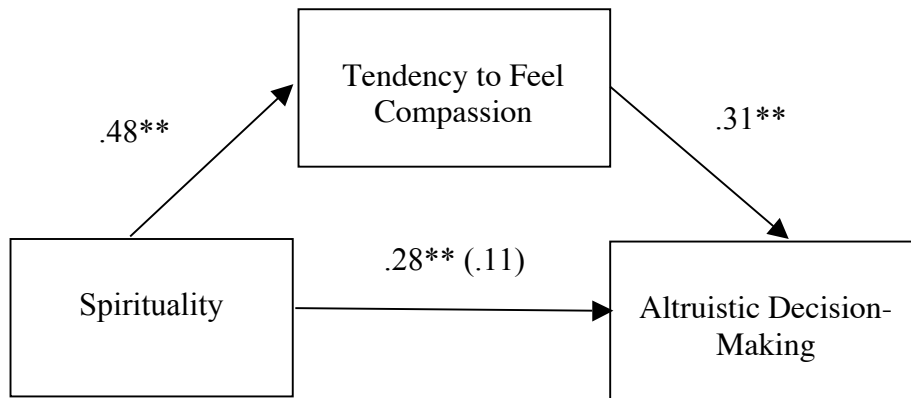 Tendency to Feel
Compassion
.48**
.31**
.28** (.11)
Spirituality
Altruistic Decision-
Making